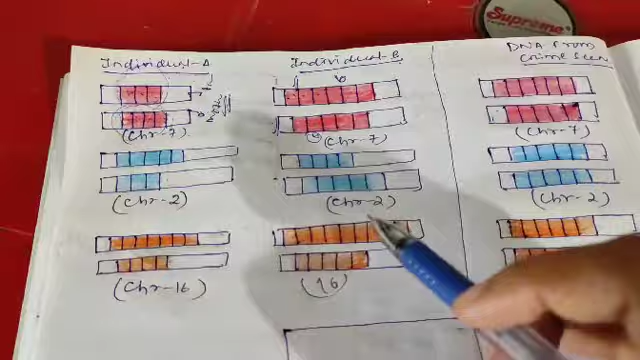 Supreme
Individual-A
Individual-B
DNA From
Crime Seen
(Chr-7)
(Chr-7)
(Chr-7)
(Chr-2)
(Chr-2)
(Chr-2)
(Chr-16)
(16)